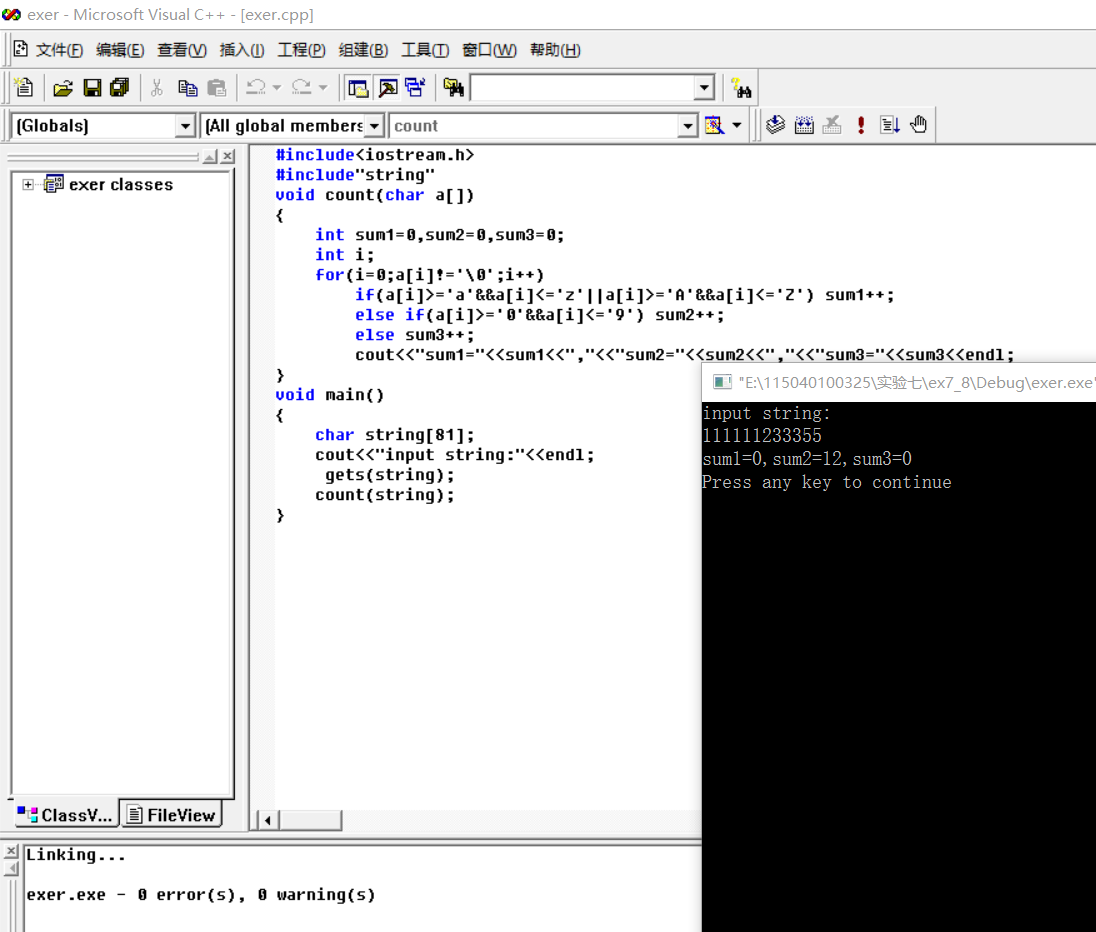 exer - Microsoft Visual C++ - [exer.cpp]
文件(F) 编辑(E) 查看(V) 插入(I) 工程(P) 组建(B) 工具(T) 窗口(W) 帮助(H)
(Globals) (All global members count
exer classes
#include<iostream.h>
#include"string"
void count(char a[])
{
int sum1=0,sum2=0,sum3=0;
int i;
for(i=0;a[i]!='\0';i++)
if(a[i]>='a'&&a[i]<='z'||a[i]>='A'&&a[i]<='Z') sum1++;
else if(a[i]>='0'&&a[i]<='9') sum2++;
else sum3++;
cout<<"sum1="<<sum1<<","<<"sum2="<<sum2<<","<<"sum3="<<sum3<<endl;
}
void main()
{
char string[81];
cout<<"input string:"<<endl;
gets(string);
count(string);
}
"E:\115040100325\实验七\ex7_8\Debug\exer.exe"
input string:
111111233355
sum1=0,sum2=12,sum3=0
Press any key to continue
ClassV... FileView
Linking...
exer.exe - 0 error(s), 0 warning(s)